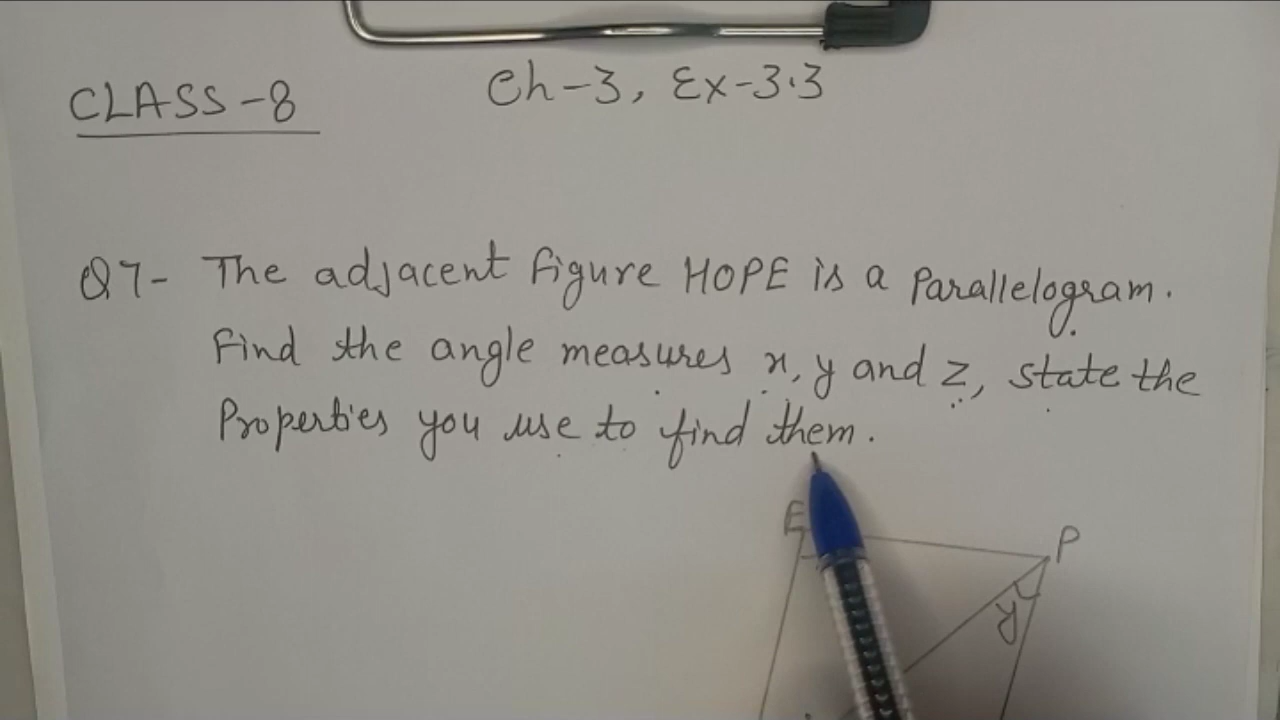 CLASS-8
Ch-3, Ex-3.3
Q7- The adjacent figure HOPE is a Parallelogram.
Find the angle measures x, y and z, state the
Properties you use to find them.
E
P
y